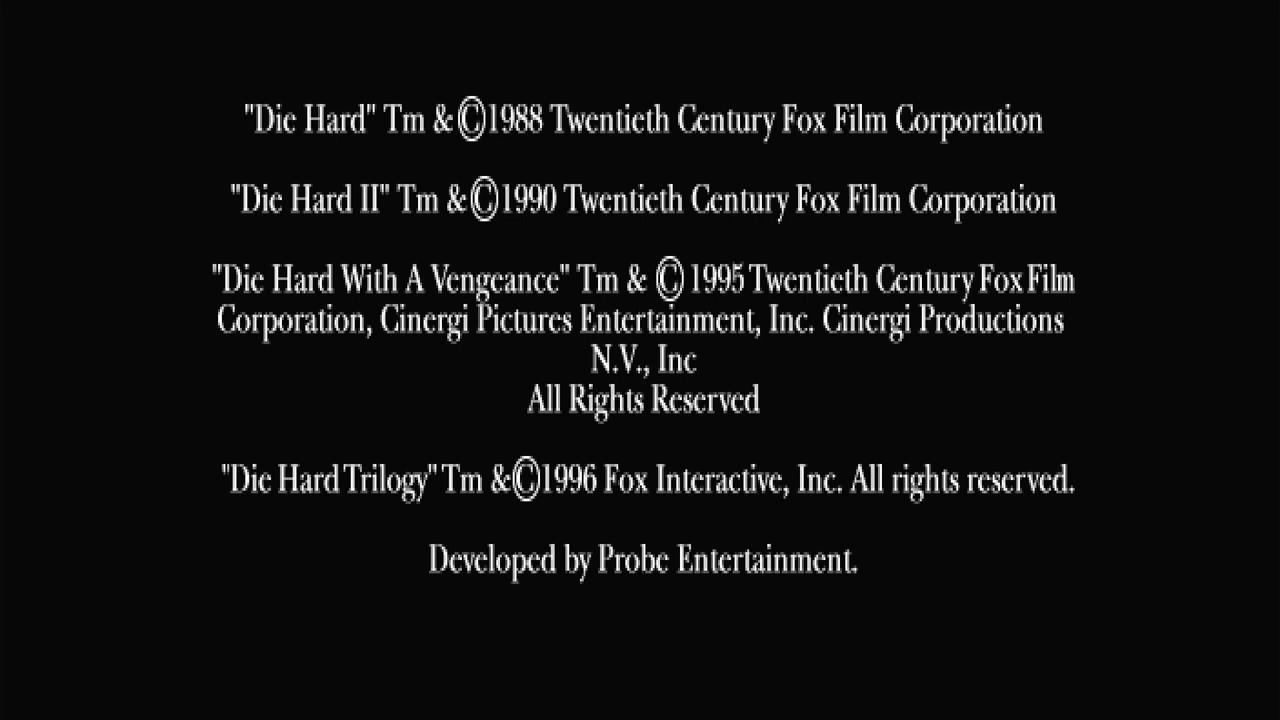 "Die Hard" Tm & ©1988 Twentieth Century Fox Film Corporation
"Die Hard II" Tm & ©1990 Twentieth Century Fox Film Corporation
"Die Hard With A Vengeance" Tm & © 1995 Twentieth Century Fox Film
Corporation, Cinergi Pictures Entertainment, Inc. Cinergi Productions
N.V., Inc
All Rights Reserved
"Die Hard Trilogy" Tm &©1996 Fox Interactive, Inc. All rights reserved.
Developed by Probe Entertainment.